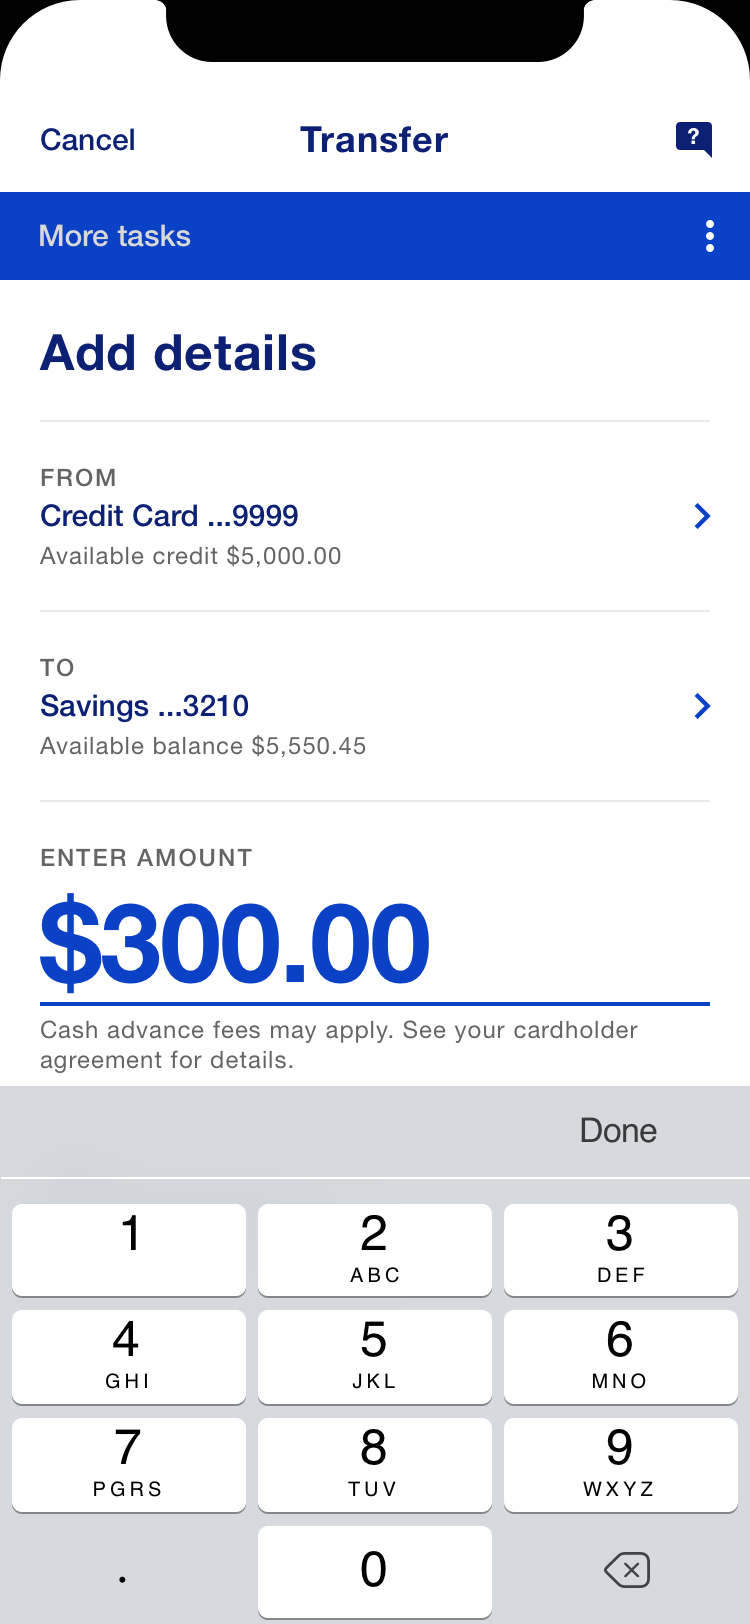 Cancel
Transfer
?
More tasks
Add details
FROM
Credit Card ...9999
Available credit $5,000.00
TO
Savings ...3210
Available balance $5,550.45
ENTER AMOUNT
$300.00
Cash advance fees may apply. See your cardholder
agreement for details.
Done
1
2
3
ABC
DEF
4
5
6
GHI
JKL
MNO
7
8
9
PGRS
TUV
WXYZ
.
0